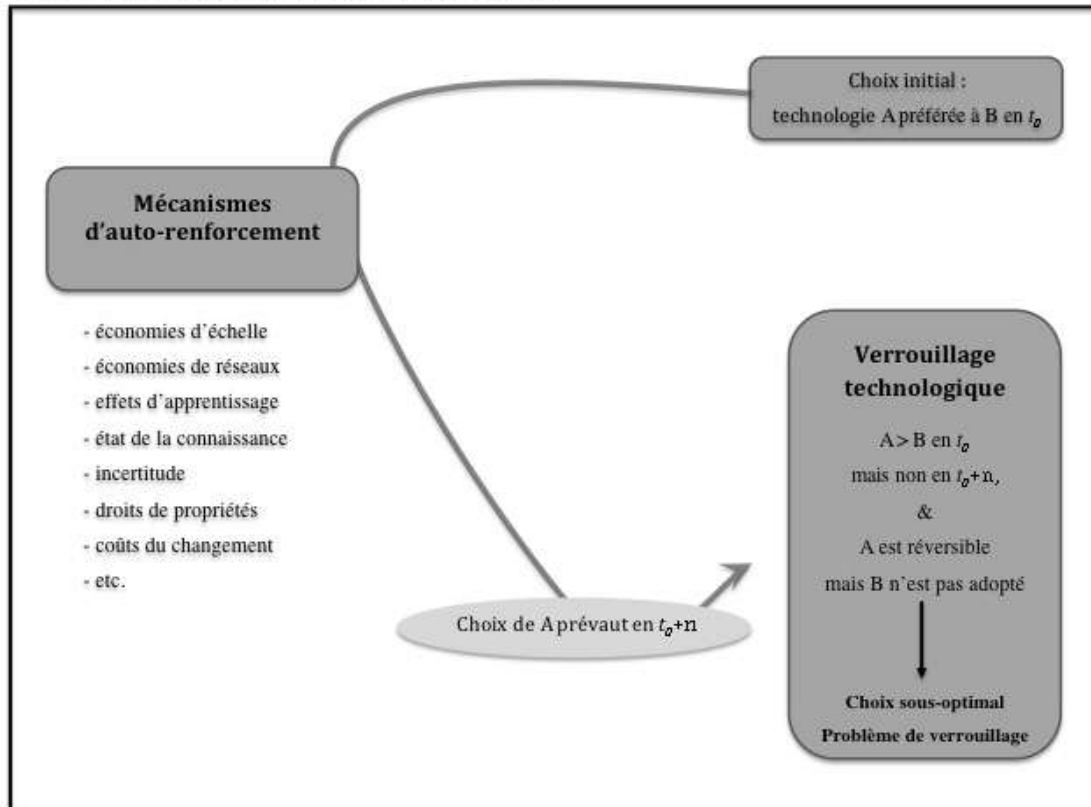 Choix initial :
technologie A préférée à B en t₀
Mécanismes
d'auto-renforcement
- économies d'échelle
- économies de réseaux
- effets d'apprentissage
- état de la connaissance
- incertitude
- droits de propriétés
- coûts du changement
- etc.
Choix de A prévaut en t₀+n
Verrouillage
technologique
A > B en t₀
mais non en t₀+n,
&
A est réversible
mais B n'est pas adopté
Choix sous-optimal
Problème de verrouillage